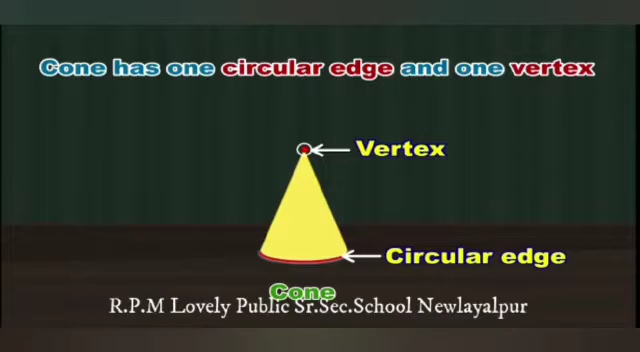 Cone has one circular edge and one vertex
Vertex
Circular edge
Cone
R.P.M Lovely Public Sr.Sec.School Newlayalpur